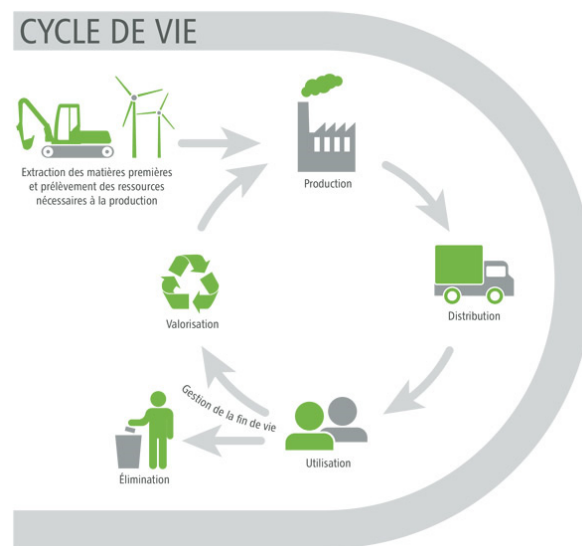 CYCLE DE VIE
Extraction des matières premières
et prélèvement des ressources
nécessaires à la production
Production
Distribution
Valorisation
Gestion de la fin de vie
Utilisation
Élimination